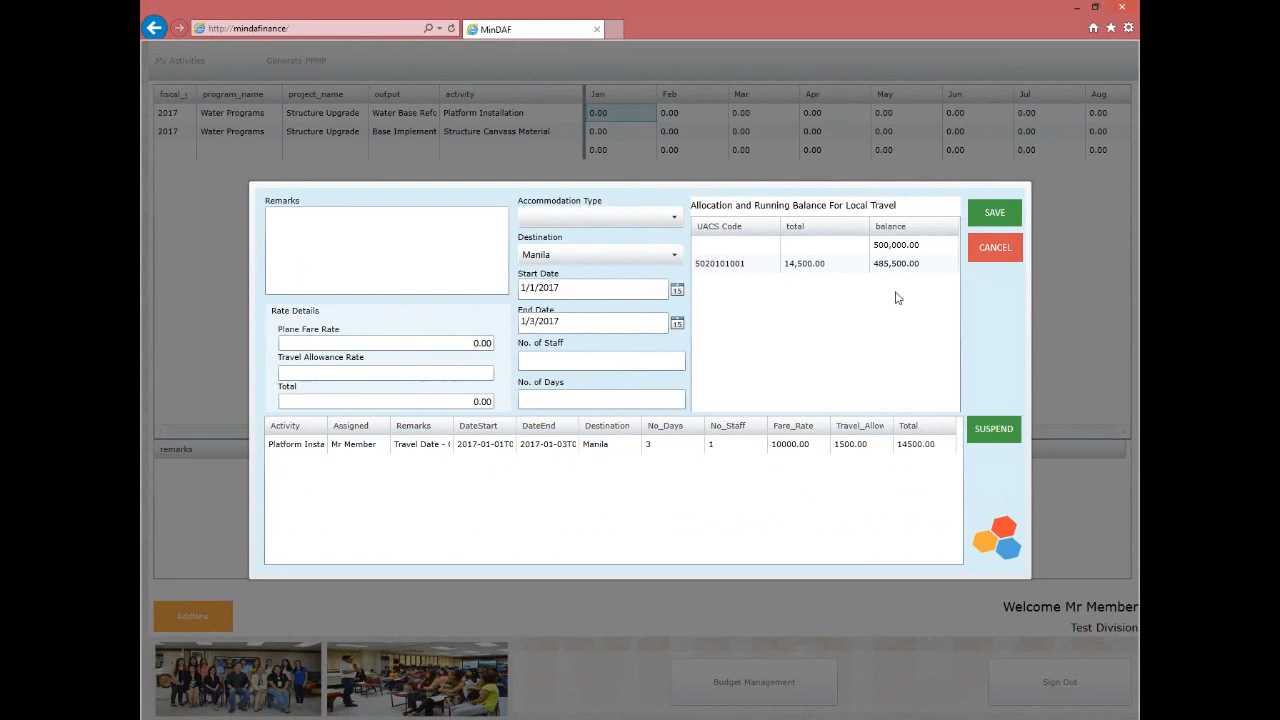 http://mindafinance/
MinDAF
My Activities Generate PPMP
fiscal_y program_name project_name output activity Jan Feb Mar Apr May Jun Jul Aug
2017 Water Programs Structure Upgrade Water Base Refo Platform Installation 0.00 0.00 0.00 0.00 0.00 0.00 0.00 0.00
2017 Water Programs Structure Upgrade Base Implement Structure Canvass Material 0.00 0.00 0.00 0.00 0.00 0.00 0.00 0.00
0.00 0.00 0.00 0.00 0.00 0.00 0.00 0.00
Remarks
Accommodation Type
Destination
Manila
Start Date
1/1/2017
15
End Date
1/3/2017
15
No. of Staff
No. of Days
Rate Details
Plane Fare Rate
0.00
Travel Allowance Rate
Total
0.00
Allocation and Running Balance For Local Travel
UACS Code total balance
500,000.00
5020101001 14,500.00 485,500.00
SAVE
CANCEL
Activity Assigned Remarks DateStart DateEnd Destination No_Days No_Staff Fare_Rate Travel_Allow Total
Platform Insta Mr Member Travel Date - ( 2017-01-01T0 2017-01-03T0 Manila 3 1 10000.00 1500.00 14500.00
SUSPEND
remarks
AddNew
Welcome Mr Member
Test Division
Budget Management
Sign Out